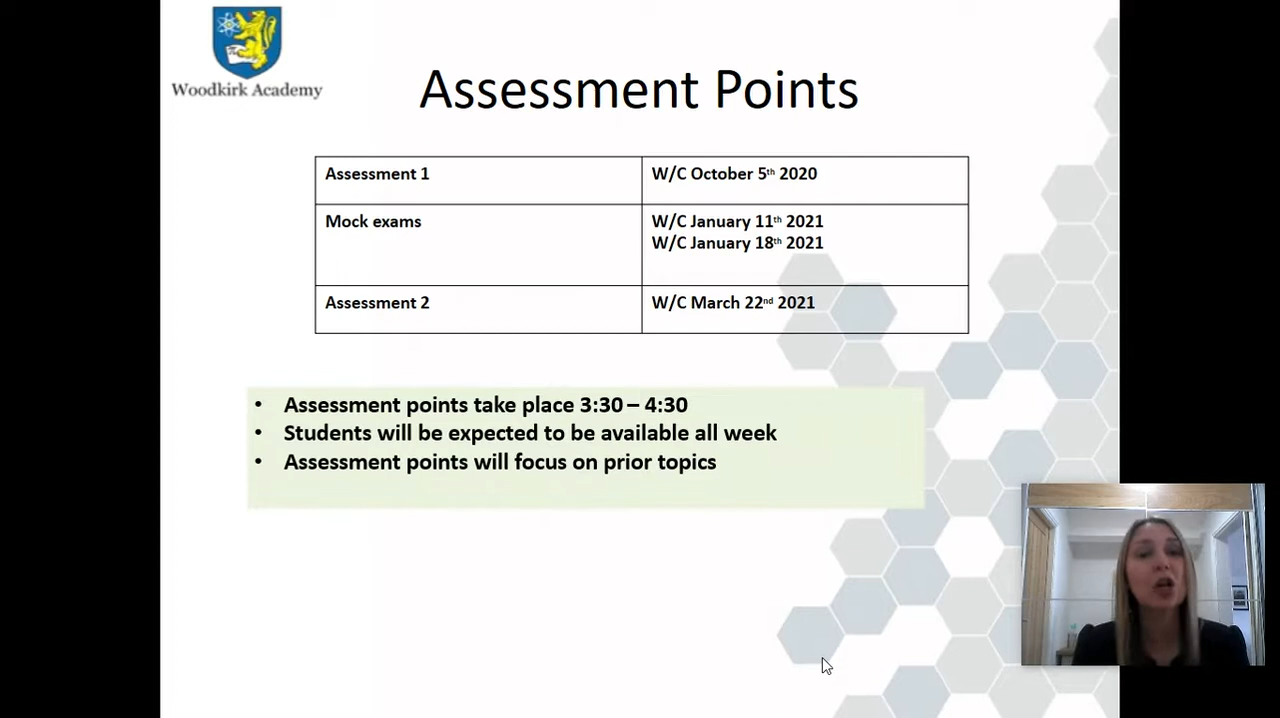 Woodkirk Academy
Assessment Points
Assessment 1
W/C October 5th 2020
Mock exams
W/C January 11th 2021
W/C January 18th 2021
Assessment 2
W/C March 22nd 2021
• Assessment points take place 3:30 – 4:30
• Students will be expected to be available all week
• Assessment points will focus on prior topics